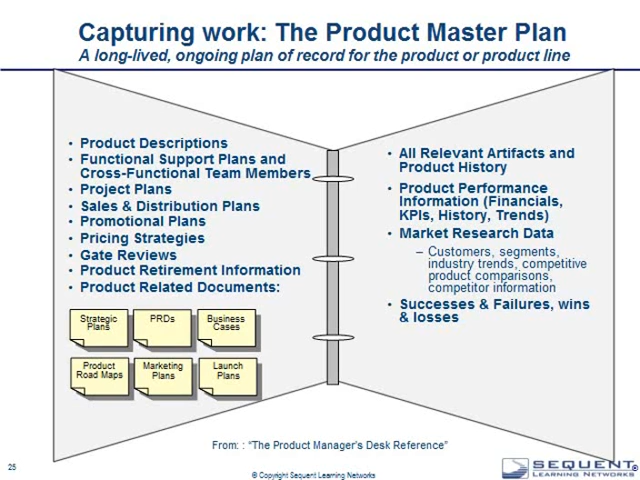 Capturing work: The Product Master Plan
A long-lived, ongoing plan of record for the product or product line
• Product Descriptions
• Functional Support Plans and
Cross-Functional Team Members
• Project Plans
• Sales & Distribution Plans
• Promotional Plans
• Pricing Strategies
• Gate Reviews
• Product Retirement Information
• Product Related Documents:
Strategic
Plans
PRDs
Business
Cases
Product
Road Maps
Marketing
Plans
Launch
Plans
• All Relevant Artifacts and
Product History
• Product Performance
Information (Financials,
KPIs, History, Trends)
• Market Research Data
– Customers, segments,
industry trends, competitive
product comparisons,
competitor information
• Successes & Failures, wins
& losses
From: : “The Product Manager's Desk Reference”
25
© Copyright Sequent Learning Networks
SEQUENT®
LEARNING NETWORKS